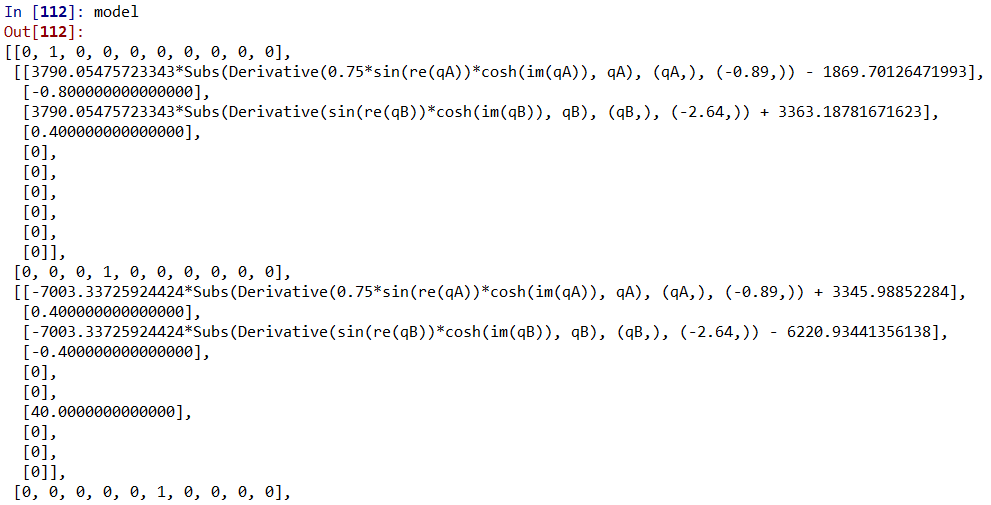 In [112]: model
Out[112]:
[[0, 1, 0, 0, 0, 0, 0, 0, 0, 0],
 [[3790.05475723343*Subs(Derivative(0.75*sin(re(qA))*cosh(im(qA)), qA), (qA,), (-0.89,)) - 1869.70126471993],
  [-0.800000000000000],
  [3790.05475723343*Subs(Derivative(sin(re(qB))*cosh(im(qB)), qB), (qB,), (-2.64,)) + 3363.18781671623],
  [0.400000000000000],
  [0],
  [0],
  [0],
  [0],
  [0],
  [0]],
 [0, 0, 0, 1, 0, 0, 0, 0, 0, 0],
 [[-7003.33725924424*Subs(Derivative(0.75*sin(re(qA))*cosh(im(qA)), qA), (qA,), (-0.89,)) + 3345.98852284],
  [0.400000000000000],
  [-7003.33725924424*Subs(Derivative(sin(re(qB))*cosh(im(qB)), qB), (qB,), (-2.64,)) - 6220.93441356138],
  [-0.400000000000000],
  [0],
  [0],
  [40.0000000000000],
  [0],
  [0],
  [0]],
 [0, 0, 0, 0, 0, 1, 0, 0, 0, 0],